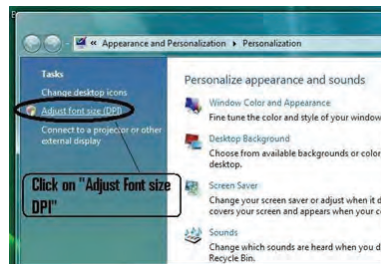 « Appearance and Personalization ▸ Personalization
Tasks
Change desktop icons
Adjust font size (DPI)
Connect to a projector or other
external display
Click on "Adjust Font size
DPI"
Personalize appearance and sounds
Window Color and Appearance
Fine tune the color and style of your window
Desktop Background
Choose from available backgrounds or color
desktop.
Screen Saver
Change your screen saver or adjust when it d
covers your screen and appears when your c
Sounds
Change which sounds are heard when you d
Recycle Bin.